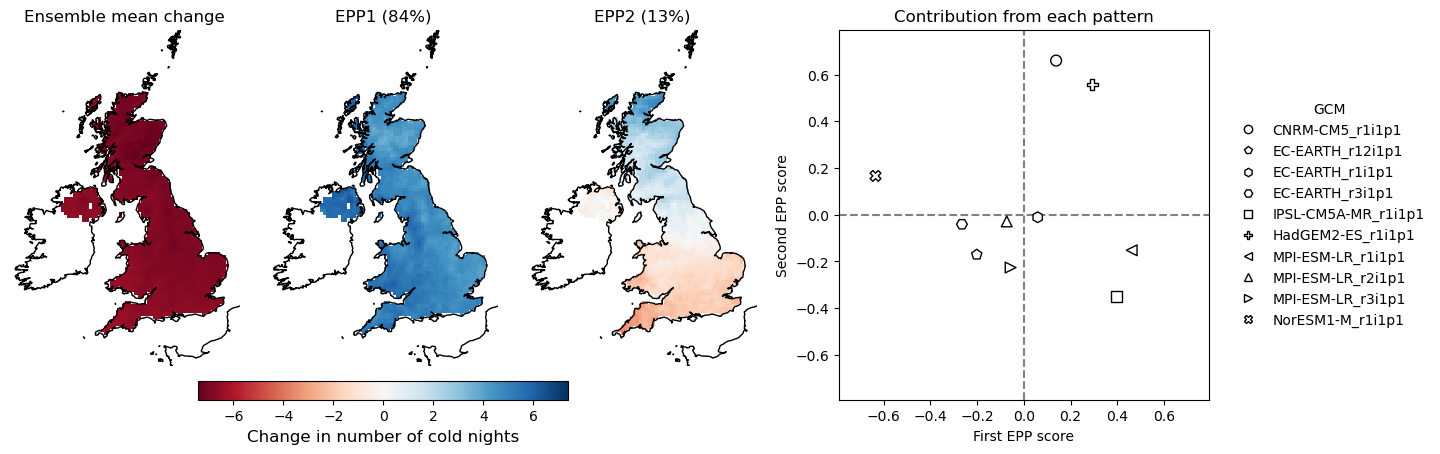 Ensemble mean change
EPP1 (84%)
EPP2 (13%)
−6 −4 −2 0 2 4 6
Change in number of cold nights
Contribution from each pattern
0.6
0.4
0.2
0.0
−0.2
−0.4
−0.6
Second EPP score
−0.6 −0.4 −0.2 0.0 0.2 0.4 0.6
First EPP score
GCM
CNRM-CM5_r1i1p1
EC-EARTH_r12i1p1
EC-EARTH_r1i1p1
EC-EARTH_r3i1p1
IPSL-CM5A-MR_r1i1p1
HadGEM2-ES_r1i1p1
MPI-ESM-LR_r1i1p1
MPI-ESM-LR_r2i1p1
MPI-ESM-LR_r3i1p1
NorESM1-M_r1i1p1